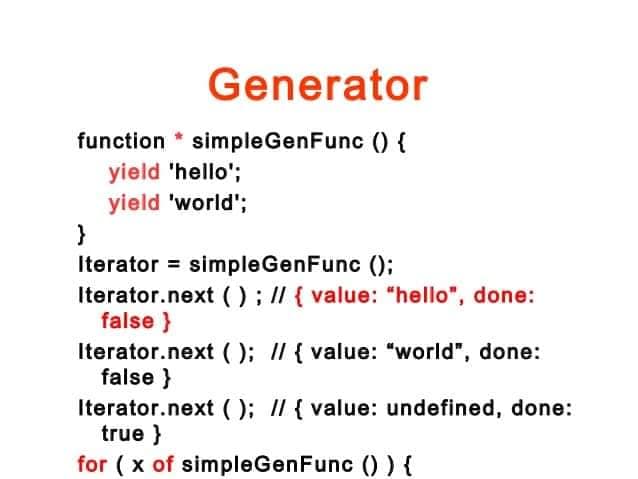 Generator
function * simpleGenFunc () {
yield 'hello';
yield 'world';
}
Iterator = simpleGenFunc ();
Iterator.next ( ) ; // { value: “hello”, done:
false }
Iterator.next ( );  // { value: “world”, done:
false }
Iterator.next ( );  // { value: undefined, done:
true }
for ( x of simpleGenFunc () ) {